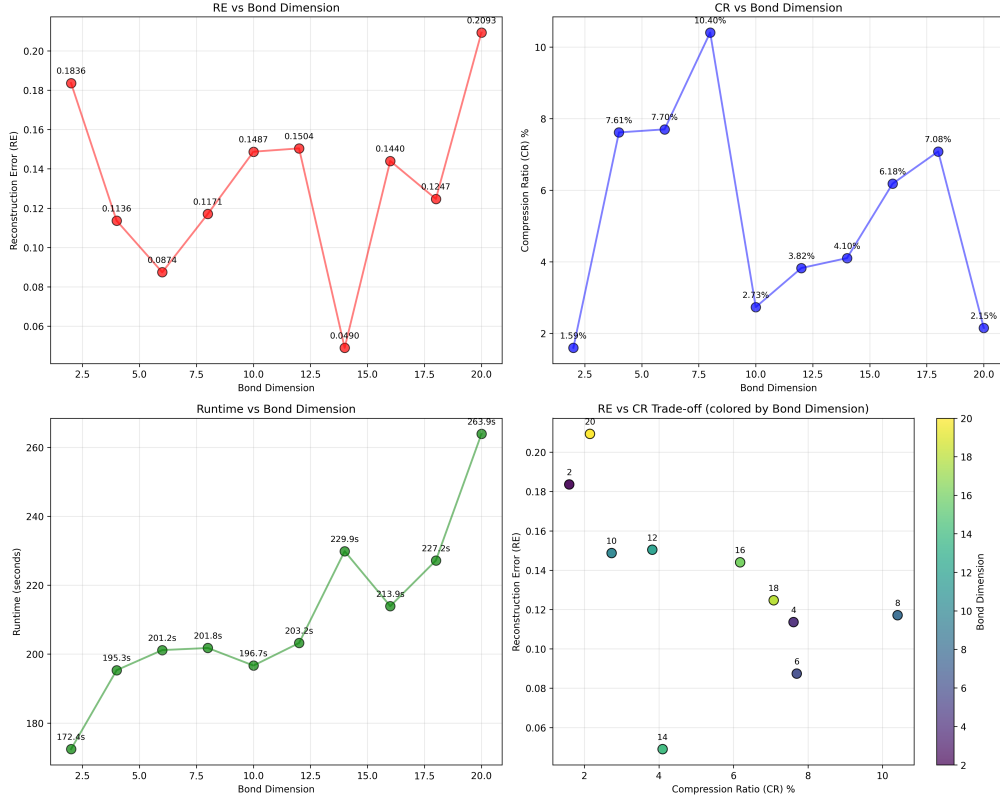 RE vs Bond Dimension
0.2093
0.1836
0.1504
0.1487
0.1440
0.1247
0.1171
0.1136
0.0874
0.0490
0.20
0.18
0.16
0.14
0.12
0.10
0.08
0.06
Reconstruction Error (RE)
2.5 5.0 7.5 10.0 12.5 15.0 17.5 20.0
Bond Dimension
CR vs Bond Dimension
10.40%
7.61%
7.70%
7.08%
6.18%
4.10%
3.82%
2.73%
2.15%
1.59%
10
8
6
4
2
Compression Ratio (CR) %
2.5 5.0 7.5 10.0 12.5 15.0 17.5 20.0
Bond Dimension
Runtime vs Bond Dimension
263.9s
229.9s
227.2s
213.9s
203.2s
201.2s
201.8s
196.7s
195.3s
172.4s
260
240
220
200
180
Runtime (seconds)
2.5 5.0 7.5 10.0 12.5 15.0 17.5 20.0
Bond Dimension
RE vs CR Trade-off (colored by Bond Dimension)
20
2
10
12
16
18
4
8
6
14
0.20
0.18
0.16
0.14
0.12
0.10
0.08
0.06
Reconstruction Error (RE)
2 4 6 8 10
Compression Ratio (CR) %
20
18
16
14
12
10
8
6
4
2
Bond Dimension